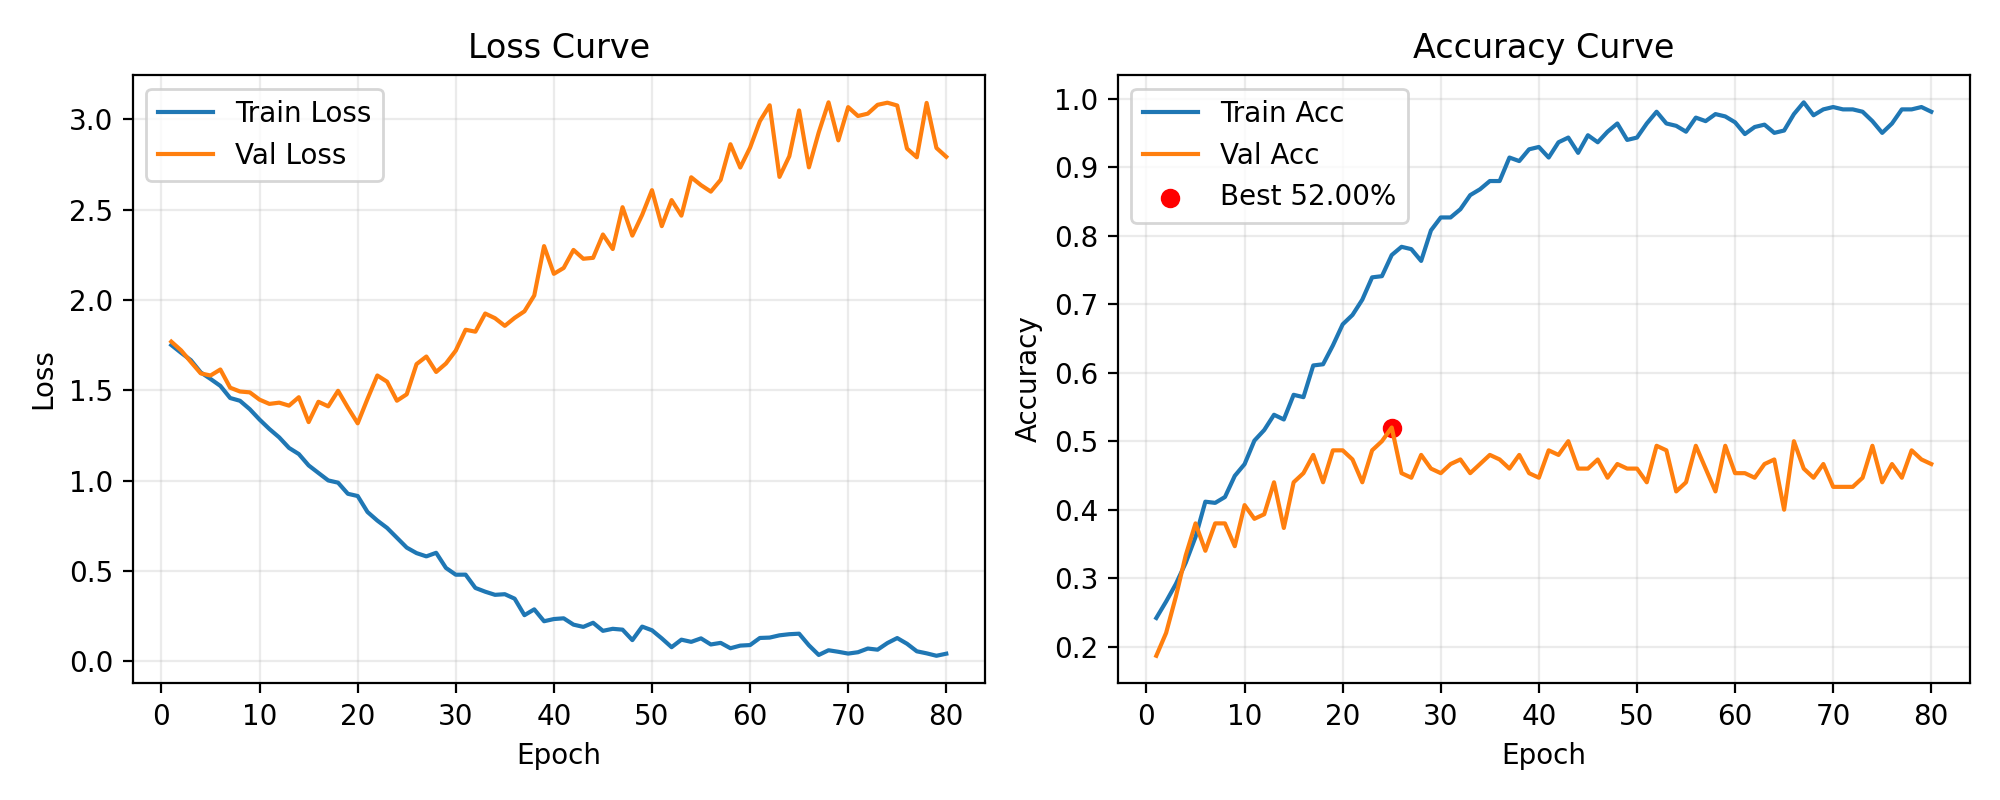 Loss Curve
Train Loss
Val Loss
3.0
2.5
2.0
1.5
1.0
0.5
0.0
Loss
0 10 20 30 40 50 60 70 80
Epoch
Accuracy Curve
Train Acc
Val Acc
Best 52.00%
1.0
0.9
0.8
0.7
0.6
0.5
0.4
0.3
0.2
Accuracy
0 10 20 30 40 50 60 70 80
Epoch